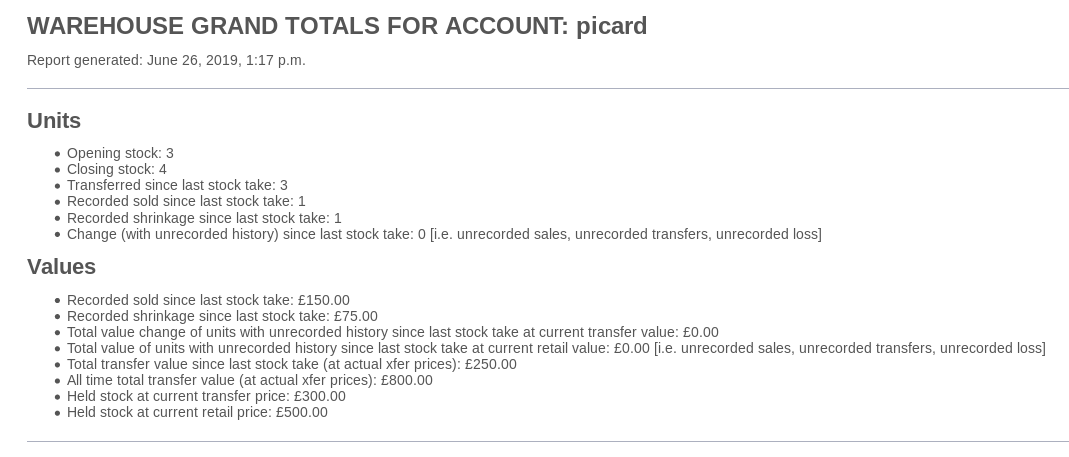 WAREHOUSE GRAND TOTALS FOR ACCOUNT: picard
Report generated: June 26, 2019, 1:17 p.m.
Units
• Opening stock: 3
• Closing stock: 4
• Transferred since last stock take: 3
• Recorded sold since last stock take: 1
• Recorded shrinkage since last stock take: 1
• Change (with unrecorded history) since last stock take: 0 [i.e. unrecorded sales, unrecorded transfers, unrecorded loss]
Values
• Recorded sold since last stock take: £150.00
• Recorded shrinkage since last stock take: £75.00
• Total value change of units with unrecorded history since last stock take at current transfer value: £0.00
• Total value of units with unrecorded history since last stock take at current retail value: £0.00 [i.e. unrecorded sales, unrecorded transfers, unrecorded loss]
• Total transfer value since last stock take (at actual xfer prices): £250.00
• All time total transfer value (at actual xfer prices): £800.00
• Held stock at current transfer price: £300.00
• Held stock at current retail price: £500.00